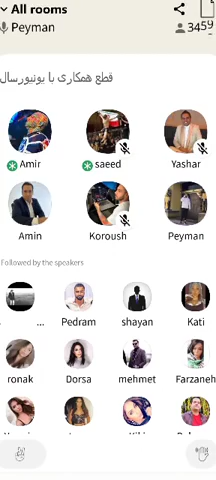 All rooms
Peyman
3459
قطع همکاری با یونیورسال
Amir saeed Yashar
Amin Koroush Peyman
Followed by the speakers
... Pedram shayan Kati
ronak Dorsa mehmet Farzaneh